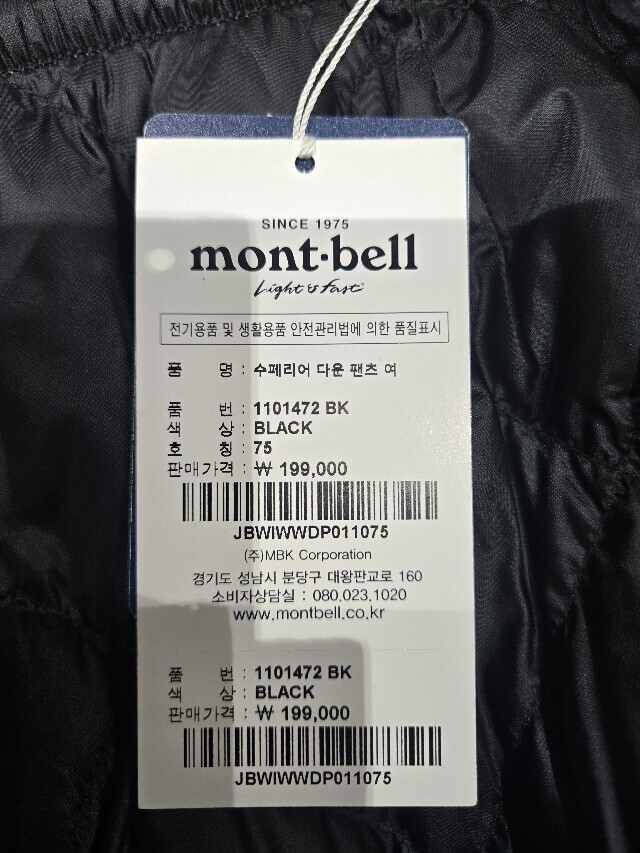 SINCE 1975
mont·bell
Light & Fast
전기용품 및 생활용품 안전관리법에 의한 품질표시
품 명 : 수페리어 다운 팬츠 여
품 번 : 1101472 BK
색 상 : BLACK
호 칭 : 75
판매가격 : ₩ 199,000
JBWIWWDP011075
(주)MBK Corporation
경기도 성남시 분당구 대왕판교로 160
소비자상담실 : 080.023.1020
www.montbell.co.kr
품 번 : 1101472 BK
색 상 : BLACK
판매가격 : ₩ 199,000
JBWIWWDP011075